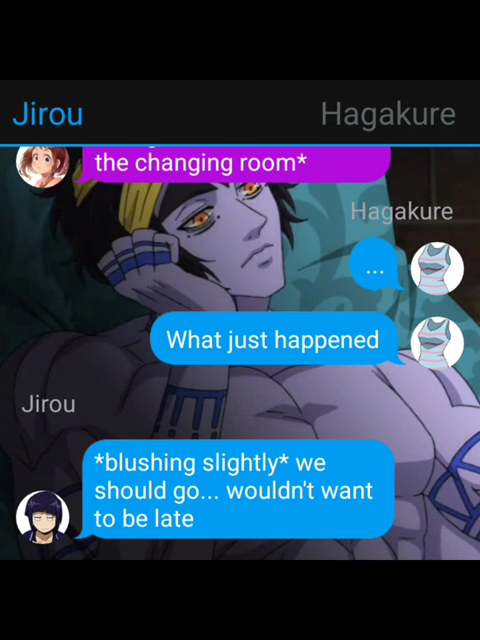 Jirou Hagakure
the changing room*
Hagakure
...
What just happened
Jirou
*blushing slightly* we
should go... wouldn't want
to be late